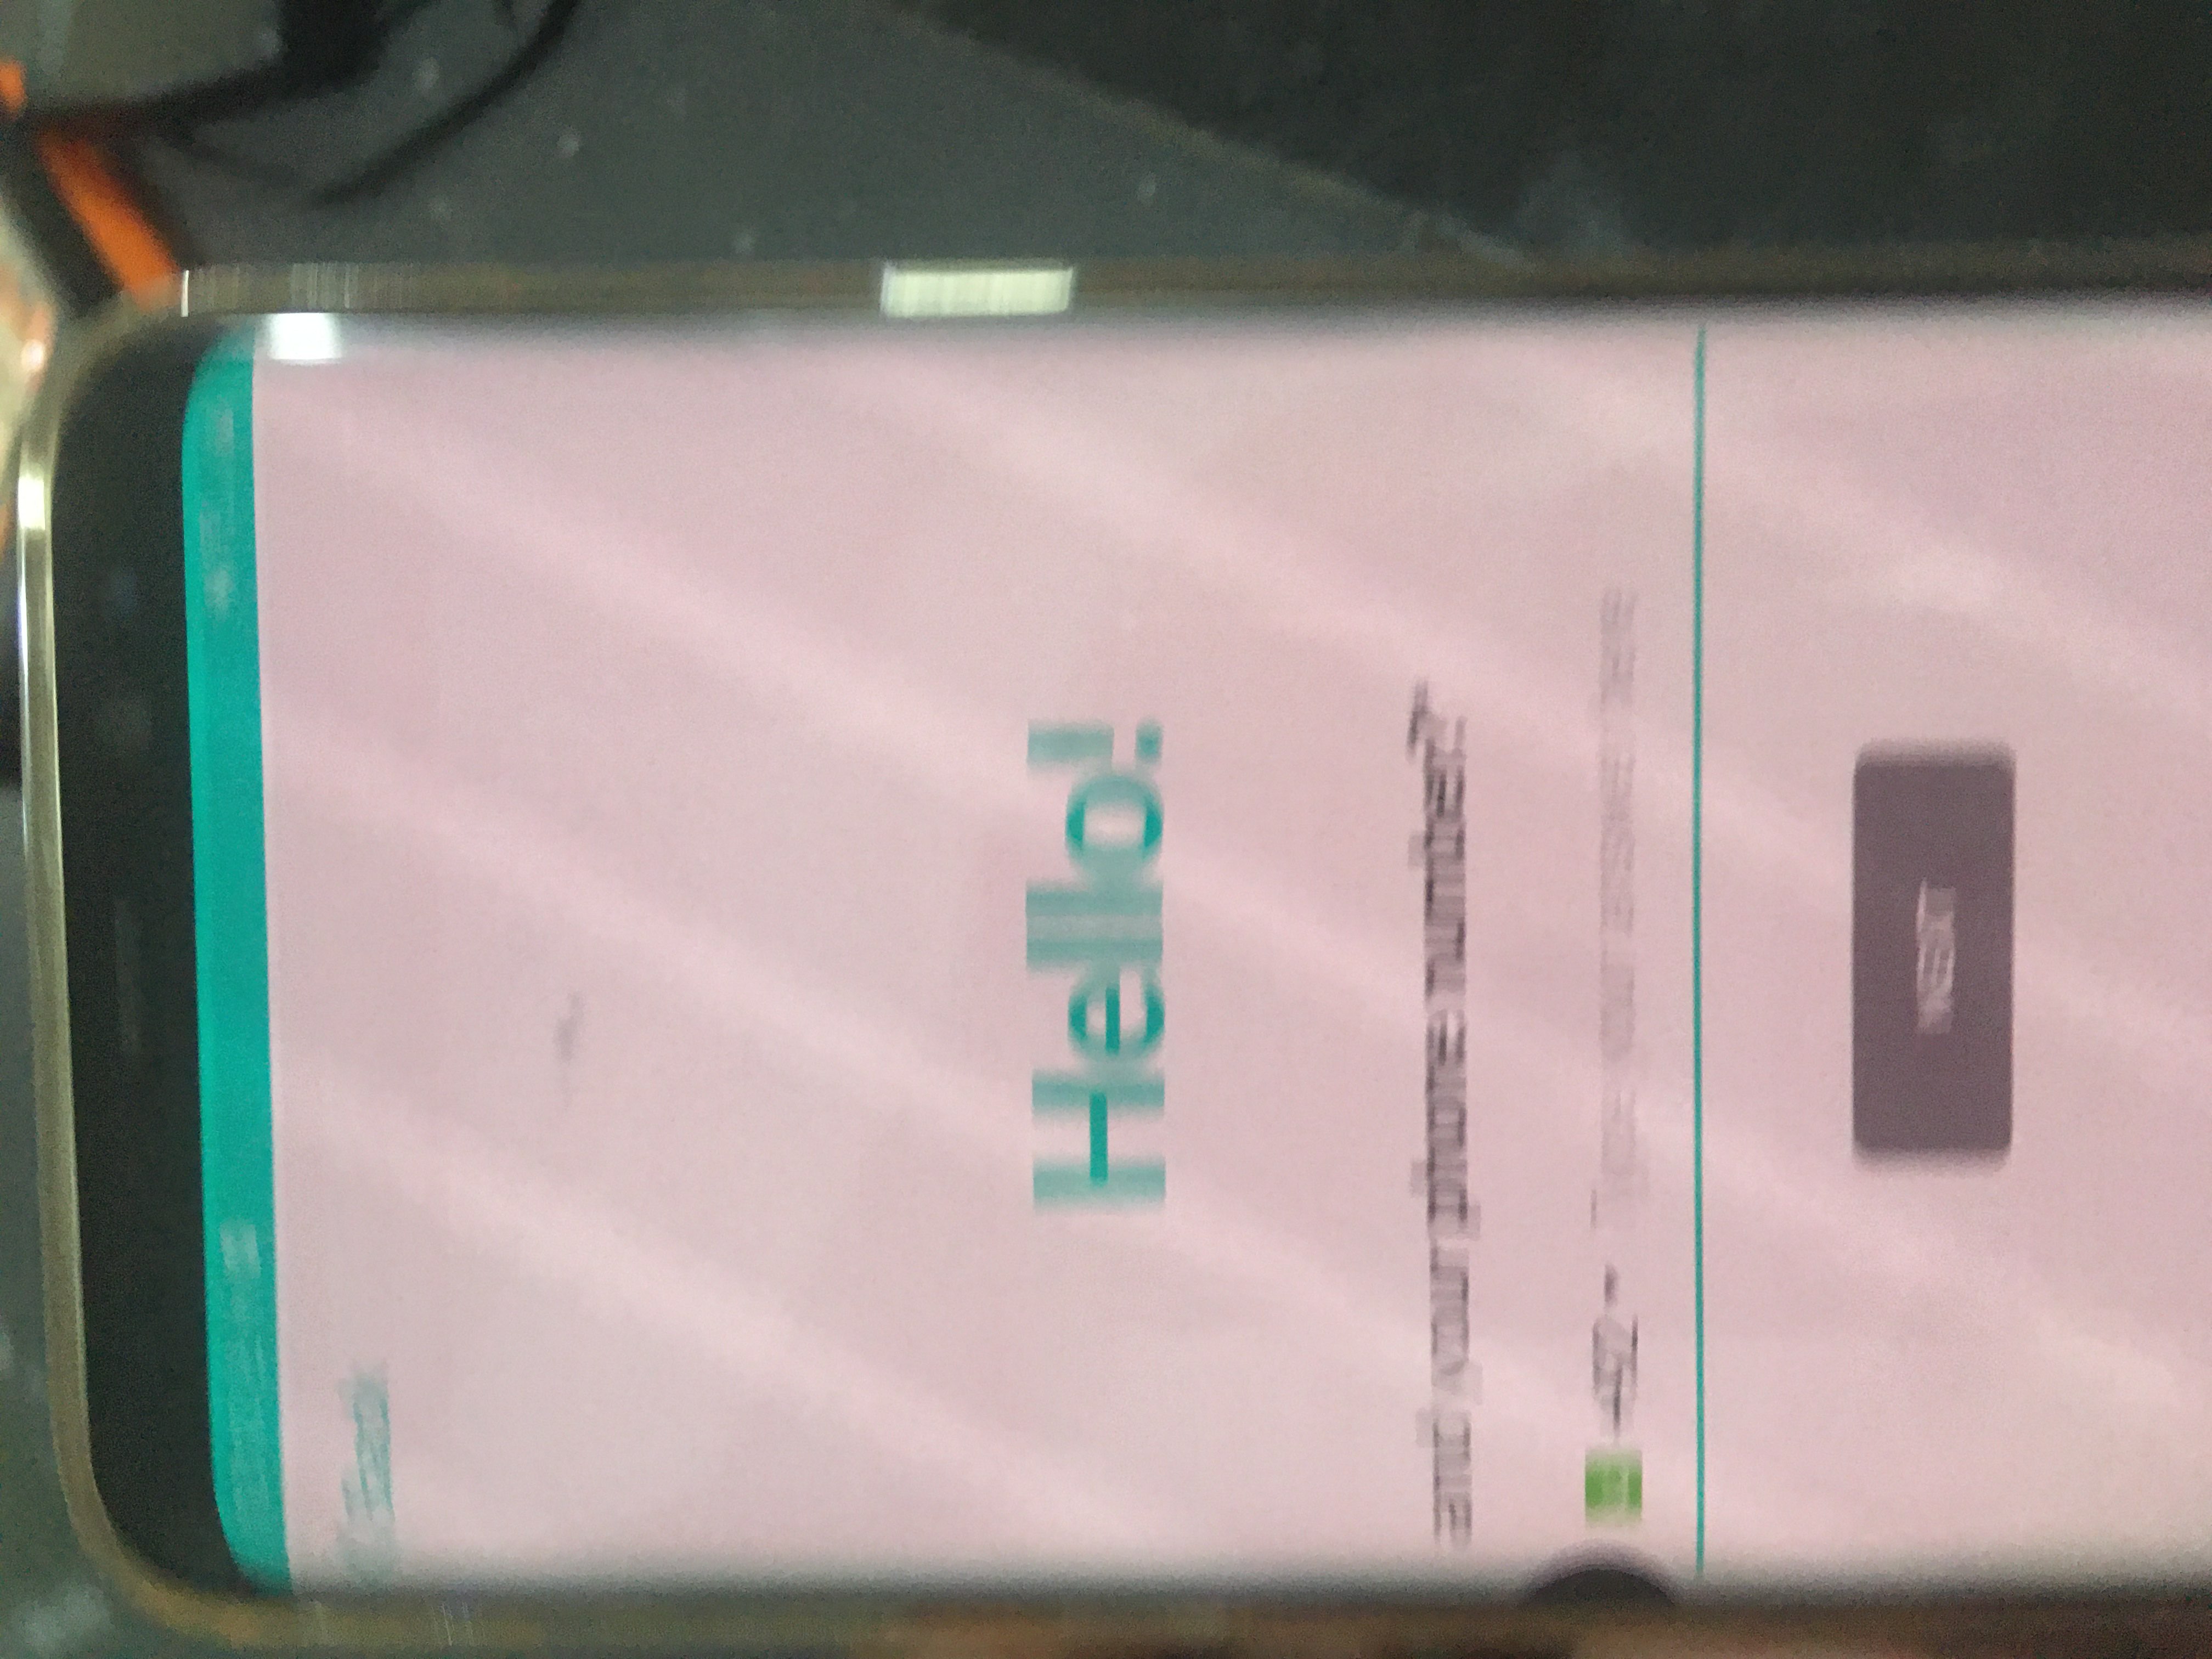 Back
Hello!
and your phone number?*
+92 Type your answer here
NEXT